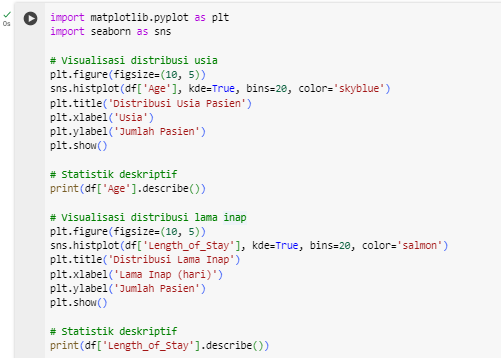 0s
import matplotlib.pyplot as plt
import seaborn as sns

# Visualisasi distribusi usia
plt.figure(figsize=(10, 5))
sns.histplot(df['Age'], kde=True, bins=20, color='skyblue')
plt.title('Distribusi Usia Pasien')
plt.xlabel('Usia')
plt.ylabel('Jumlah Pasien')
plt.show()

# Statistik deskriptif
print(df['Age'].describe())

# Visualisasi distribusi lama inap
plt.figure(figsize=(10, 5))
sns.histplot(df['Length_of_Stay'], kde=True, bins=20, color='salmon')
plt.title('Distribusi Lama Inap')
plt.xlabel('Lama Inap (hari)')
plt.ylabel('Jumlah Pasien')
plt.show()

# Statistik deskriptif
print(df['Length_of_Stay'].describe())